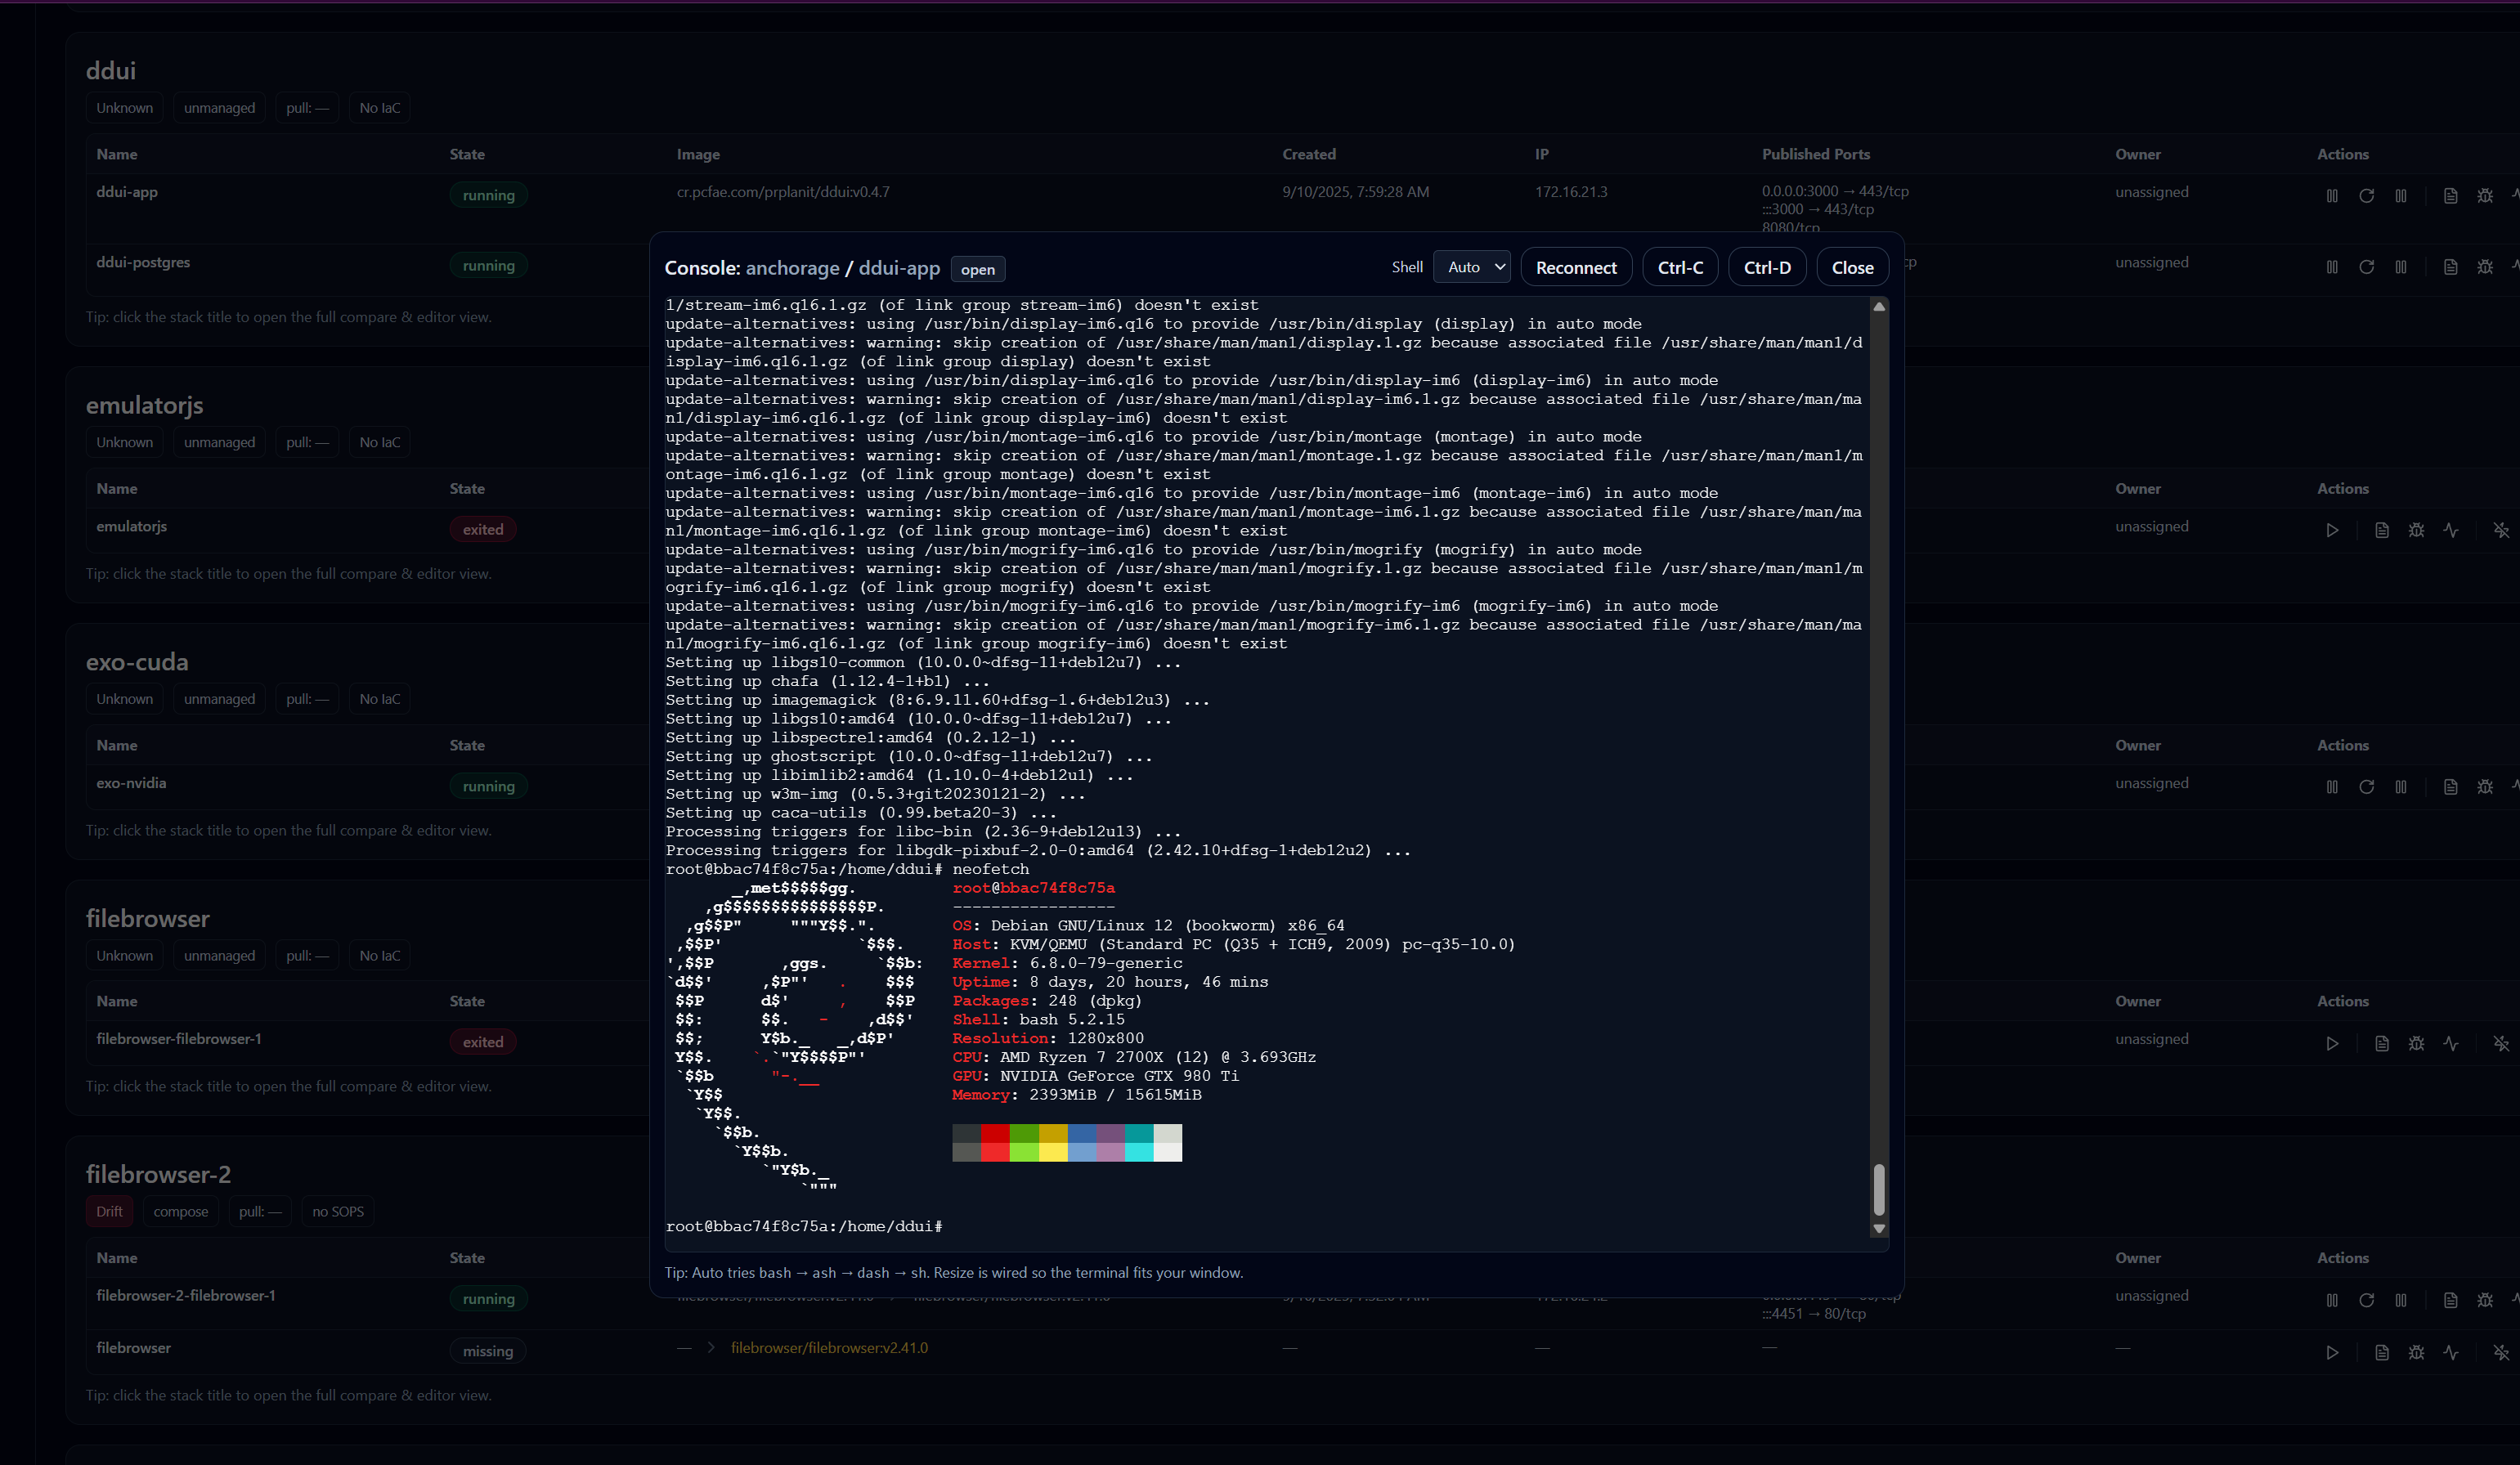 ddui
Unknown unmanaged pull: — No IaC
Name State Image Created IP Published Ports Owner Actions
ddui-app running cr.pcfae.com/prplanit/ddui:v0.4.7 9/10/2025, 7:59:28 AM 172.16.21.3 0.0.0.0:3000 → 443/tcp unassigned
:::3000 → 443/tcp
8080/tcp
ddui-postgres running unassigned
Tip: click the stack title to open the full compare & editor view.
Console: anchorage / ddui-app open Shell Auto Reconnect Ctrl-C Ctrl-D Close
1/stream-im6.q16.1.gz (of link group stream-im6) doesn't exist
update-alternatives: using /usr/bin/display-im6.q16 to provide /usr/bin/display (display) in auto mode
update-alternatives: warning: skip creation of /usr/share/man/man1/display.1.gz because associated file /usr/share/man/man1/d
isplay-im6.q16.1.gz (of link group display) doesn't exist
update-alternatives: using /usr/bin/display-im6.q16 to provide /usr/bin/display-im6 (display-im6) in auto mode
update-alternatives: warning: skip creation of /usr/share/man/man1/display-im6.1.gz because associated file /usr/share/man/ma
n1/display-im6.q16.1.gz (of link group display-im6) doesn't exist
update-alternatives: using /usr/bin/montage-im6.q16 to provide /usr/bin/montage (montage) in auto mode
update-alternatives: warning: skip creation of /usr/share/man/man1/montage.1.gz because associated file /usr/share/man/man1/m
ontage-im6.q16.1.gz (of link group montage) doesn't exist
update-alternatives: using /usr/bin/montage-im6.q16 to provide /usr/bin/montage-im6 (montage-im6) in auto mode
update-alternatives: warning: skip creation of /usr/share/man/man1/montage-im6.1.gz because associated file /usr/share/man/ma
n1/montage-im6.q16.1.gz (of link group montage-im6) doesn't exist
update-alternatives: using /usr/bin/mogrify-im6.q16 to provide /usr/bin/mogrify (mogrify) in auto mode
update-alternatives: warning: skip creation of /usr/share/man/man1/mogrify.1.gz because associated file /usr/share/man/man1/m
ogrify-im6.q16.1.gz (of link group mogrify) doesn't exist
update-alternatives: using /usr/bin/mogrify-im6.q16 to provide /usr/bin/mogrify-im6 (mogrify-im6) in auto mode
update-alternatives: warning: skip creation of /usr/share/man/man1/mogrify-im6.1.gz because associated file /usr/share/man/ma
n1/mogrify-im6.q16.1.gz (of link group mogrify-im6) doesn't exist
Setting up libgs10-common (10.0.0~dfsg-11+deb12u7) ...
Setting up chafa (1.12.4-1+b1) ...
Setting up imagemagick (8:6.9.11.60+dfsg-1.6+deb12u3) ...
Setting up libgs10:amd64 (10.0.0~dfsg-11+deb12u7) ...
Setting up libspectre1:amd64 (0.2.12-1) ...
Setting up ghostscript (10.0.0~dfsg-11+deb12u7) ...
Setting up libimlib2:amd64 (1.10.0-4+deb12u1) ...
Setting up w3m-img (0.5.3+git20230121-2) ...
Setting up caca-utils (0.99.beta20-3) ...
Processing triggers for libc-bin (2.36-9+deb12u13) ...
Processing triggers for libgdk-pixbuf-2.0-0:amd64 (2.42.10+dfsg-1+deb12u2) ...
root@bbac74f8c75a:/home/ddui# neofetch
_,met$$$$$gg. root@bbac74f8c75a
,g$$$$$$$$$$$$$$$P. -----------------
,g$$P" """Y$$.". OS: Debian GNU/Linux 12 (bookworm) x86_64
,$$P' `$$$. Host: KVM/QEMU (Standard PC (Q35 + ICH9, 2009) pc-q35-10.0)
',$$P ,ggs. `$$b: Kernel: 6.8.0-79-generic
`d$$' ,$P"' . $$$ Uptime: 8 days, 20 hours, 46 mins
$$P d$' , $$P Packages: 248 (dpkg)
$$: $$. - ,d$$' Shell: bash 5.2.15
$$; Y$b._ _,d$P' Resolution: 1280x800
Y$$. `.`"Y$$$$P"' CPU: AMD Ryzen 7 2700X (12) @ 3.693GHz
`$$b "-.__ GPU: NVIDIA GeForce GTX 980 Ti
`Y$$ Memory: 2393MiB / 15615MiB
`Y$$.
`$$b.
`Y$$b.
`"Y$b._
`"""
root@bbac74f8c75a:/home/ddui#
Tip: Auto tries bash → ash → dash → sh. Resize is wired so the terminal fits your window.
emulatorjs
Unknown unmanaged pull: — No IaC
Name State Owner Actions
emulatorjs exited unassigned
Tip: click the stack title to open the full compare & editor view.
exo-cuda
Unknown unmanaged pull: — No IaC
Name State Owner Actions
exo-nvidia running unassigned
Tip: click the stack title to open the full compare & editor view.
filebrowser
Unknown unmanaged pull: — No IaC
Name State Owner Actions
filebrowser-filebrowser-1 exited unassigned
Tip: click the stack title to open the full compare & editor view.
filebrowser-2
Drift compose pull: — no SOPS
Name State Owner Actions
filebrowser-2-filebrowser-1 running unassigned
:::4451 → 80/tcp
filebrowser missing — filebrowser/filebrowser:v2.41.0 — — — —
Tip: click the stack title to open the full compare & editor view.